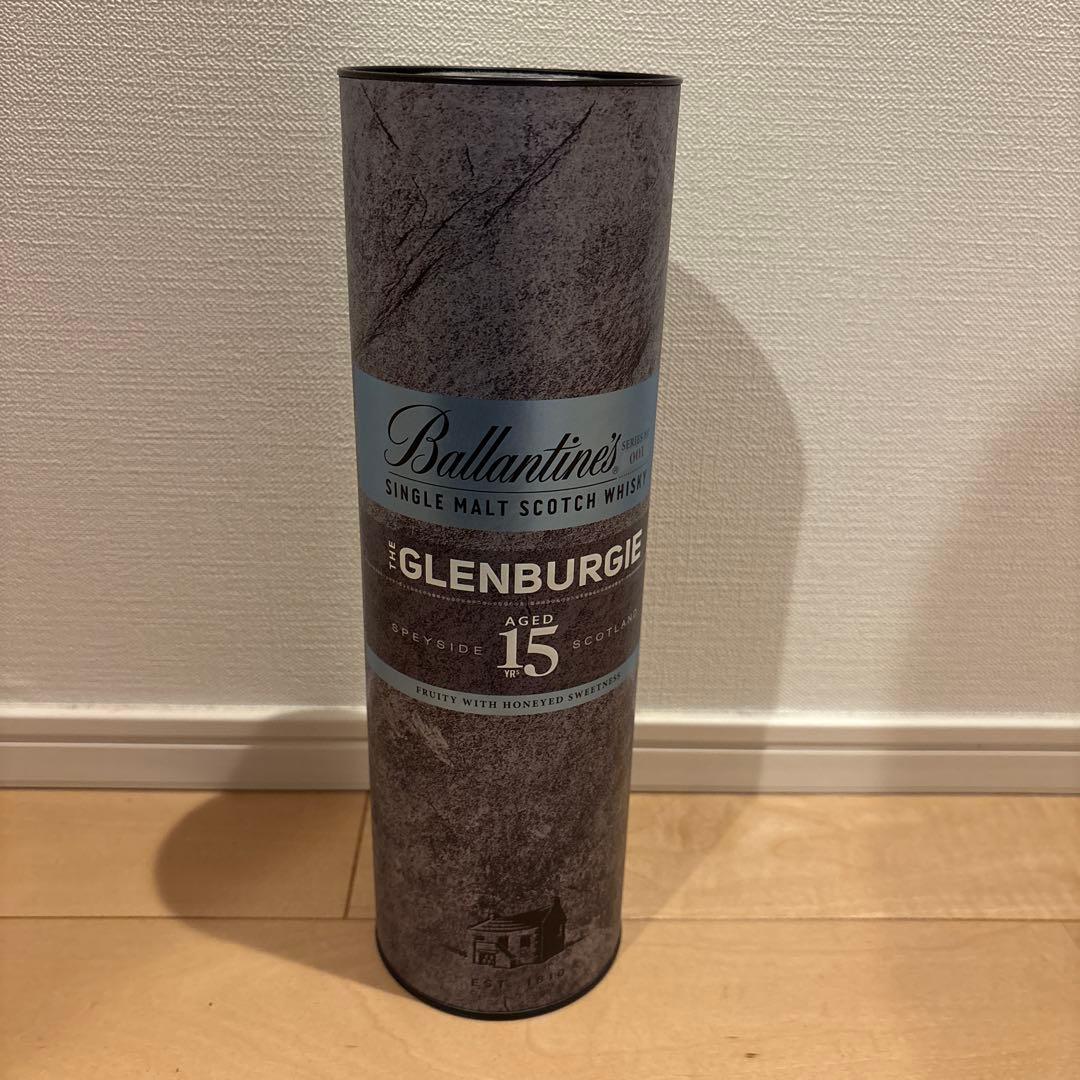 Ballantine's®
SERIES Nº
001
SINGLE MALT SCOTCH WHISKY
THE GLENBURGIE
AGED
SPEYSIDE 15 SCOTLAND
YRS
FRUITY WITH HONEYED SWEETNESS
EST. 1810